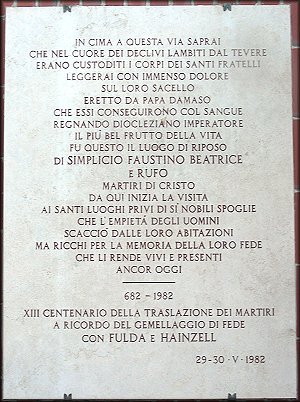 IN CIMA A QUESTA VIA SAPRAI
CHE NEL CUORE DEI DECLIVI LAMBITI DAL TEVERE
ERANO CUSTODITI I CORPI DEI SANTI FRATELLI
LEGGERAI CON IMMENSO DOLORE
SUL LORO SACELLO
ERETTO DA PAPA DAMASO
CHE ESSI CONSEGUIRONO COL SANGUE
REGNANDO DIOCLEZIANO IMPERATORE
IL PIU' BEL FRUTTO DELLA VITA
FU QUESTO IL LUOGO DI RIPOSO
DI SIMPLICIO FAUSTINO BEATRICE
E RUFO
MARTIRI DI CRISTO
DA QUI INIZIA LA VISITA
AI SANTI LUOGHI PRIVI DI SÌ NOBILI SPOGLIE
CHE L'EMPIETÁ DEGLI UOMINI
SCACCIÒ DALLE LORO ABITAZIONI
MA RICCHI PER LA MEMORIA DELLA LORO FEDE
CHE LI RENDE VIVI E PRESENTI
ANCOR OGGI
682 - 1982
XIII CENTENARIO DELLA TRASLAZIONE DEI MARTIRI
A RICORDO DEL GEMELLAGGIO DI FEDE
CON FULDA E HAINZELL
29-30 · V · 1982